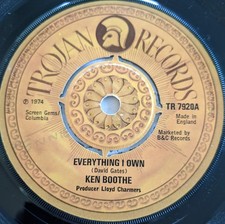 TROJAN RECORDS
℗ 1974
Screen Gems/
Columbia
TR 7920A
Made in
England
Marketed by
B&C Records
EVERYTHING I OWN
(David Gates)
KEN BOOTHE
Producer Lloyd Charmers